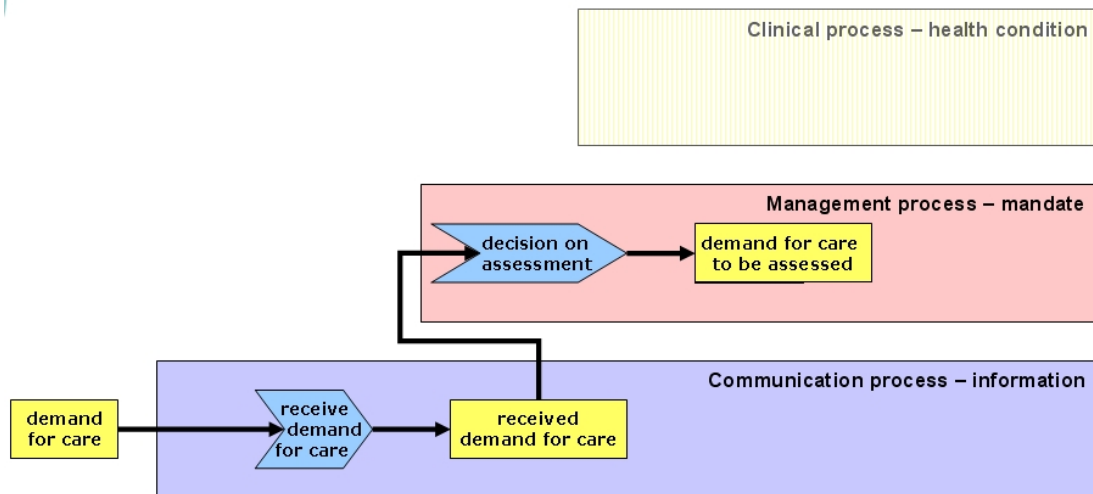 Clinical process – health condition
Management process – mandate
decision on
assessment
demand for care
to be assessed
Communication process – information
demand
for care
receive
demand
for care
received
demand for care